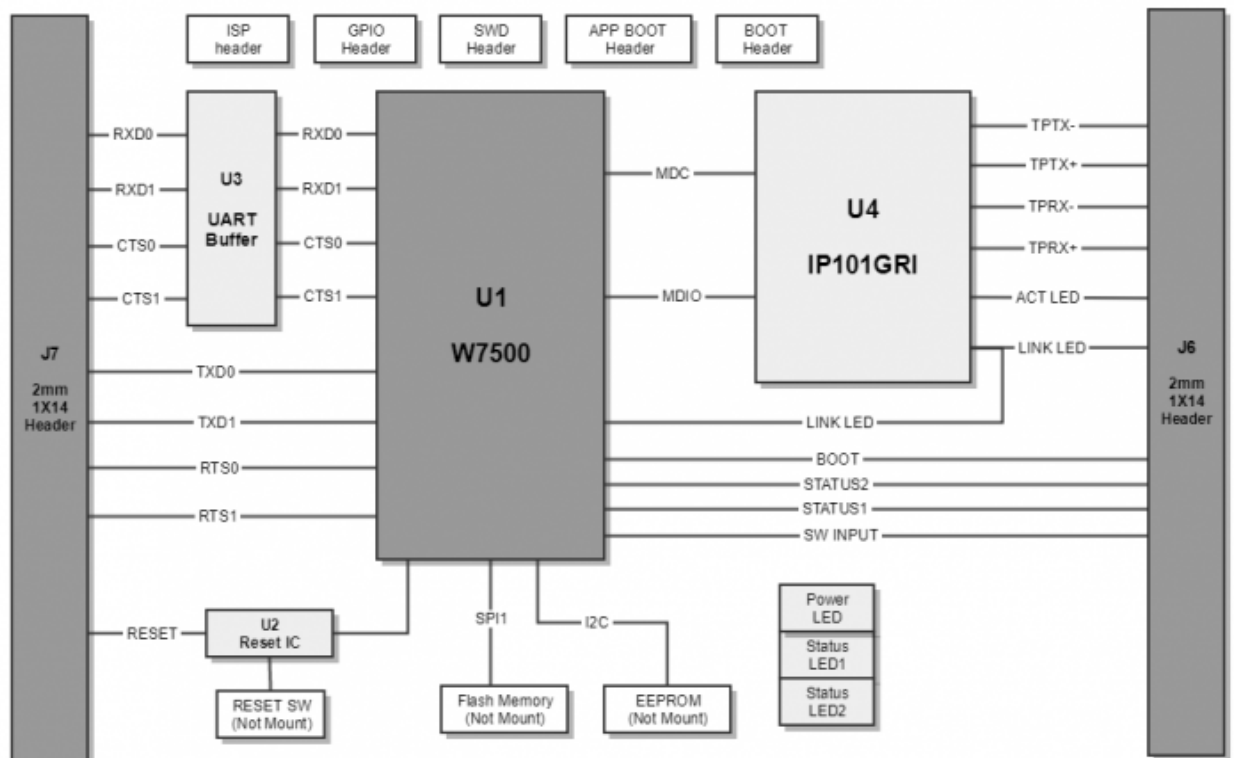 ISP
header
GPIO
Header
SWD
Header
APP BOOT
Header
BOOT
Header
J7
2mm
1X14
Header
RXD0
RXD1
CTS0
CTS1
U3
UART
Buffer
RXD0
RXD1
CTS0
CTS1
TXD0
TXD1
RTS0
RTS1
U1
W7500
MDC
MDIO
U4
IP101GRI
TPTX-
TPTX+
TPRX-
TPRX+
ACT LED
LINK LED
LINK LED
BOOT
STATUS2
STATUS1
SW INPUT
J6
2mm
1X14
Header
RESET
U2
Reset IC
RESET SW
(Not Mount)
SPI1
Flash Memory
(Not Mount)
I2C
EEPROM
(Not Mount)
Power
LED
Status
LED1
Status
LED2